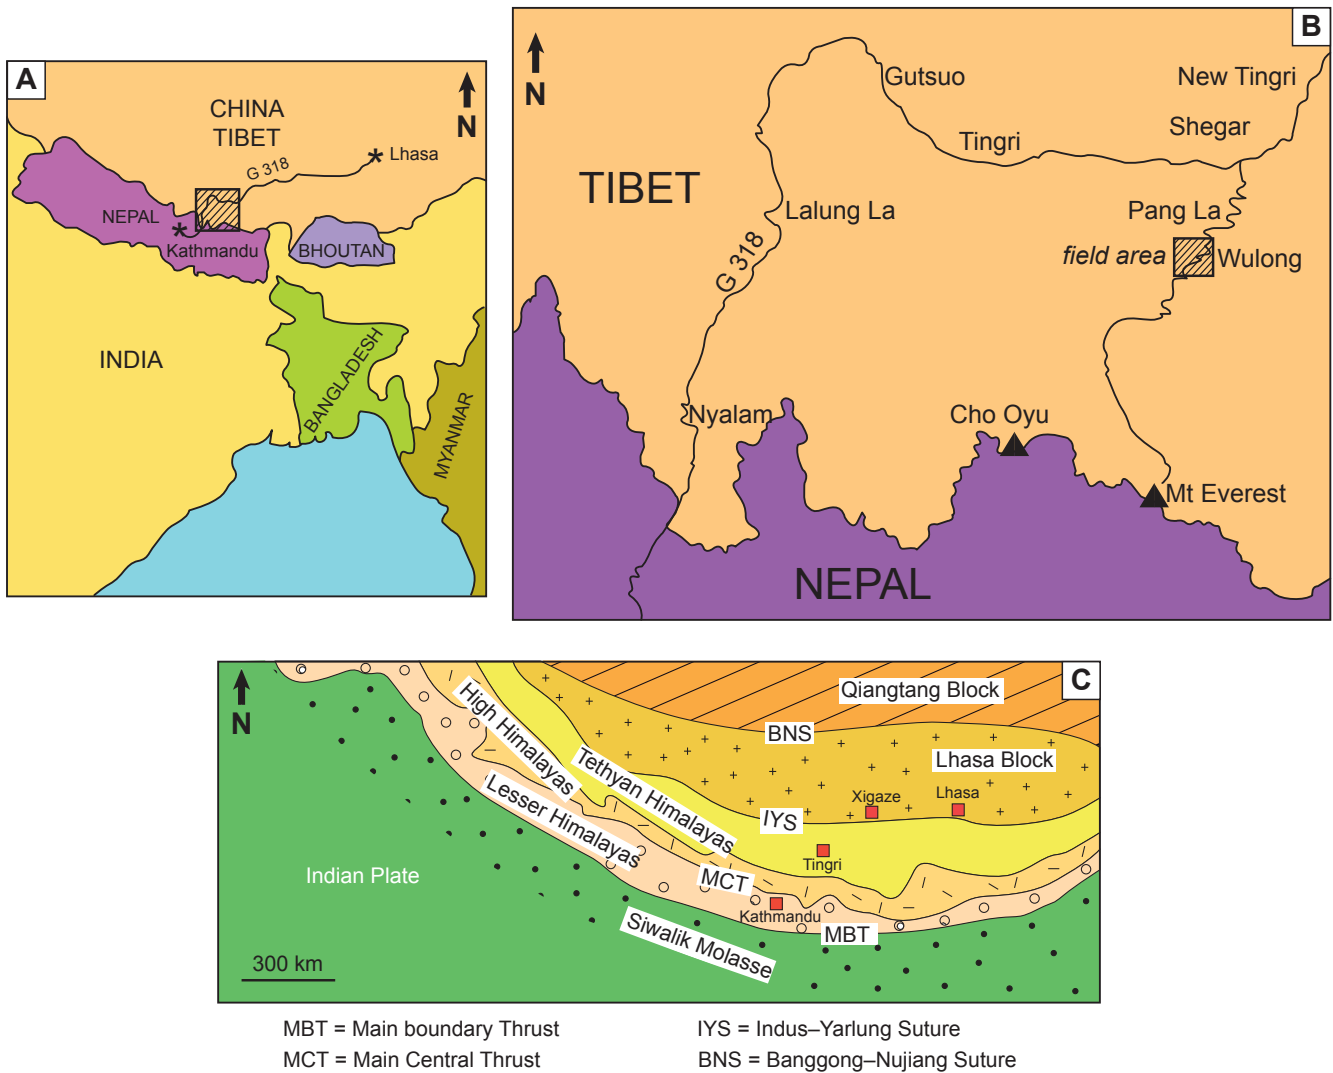 A
N
CHINA
TIBET
G 318
Lhasa
NEPAL
Kathmandu
BHOUTAN
INDIA
BANGLADESH
MYANMAR
B
N
Gutsuo
New Tingri
Shegar
Tingri
TIBET
Lalung La
Pang La
G 318
field area
Wulong
Nyalam
Cho Oyu
Mt Everest
NEPAL
C
N
Qiangtang Block
High Himalayas
BNS
Lhasa Block
Tethyan Himalayas
Xigaze
Lhasa
Lesser Himalayas
IYS
Tingri
Indian Plate
MCT
Kathmandu
MBT
Siwalik Molasse
300 km
MBT = Main boundary Thrust
IYS = Indus–Yarlung Suture
MCT = Main Central Thrust
BNS = Banggong–Nujiang Suture